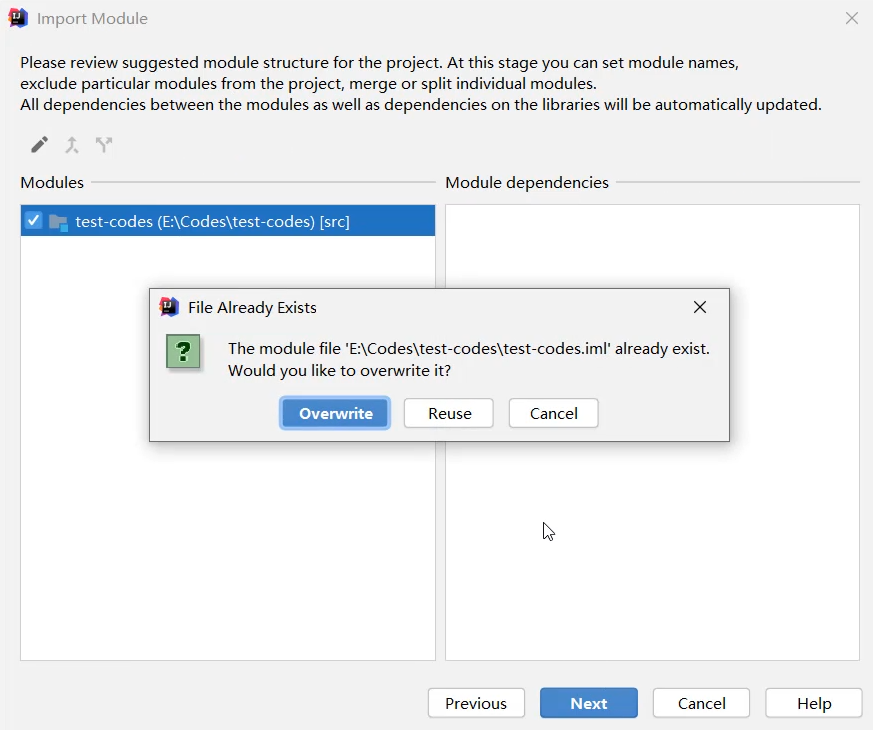 Import Module
Please review suggested module structure for the project. At this stage you can set module names,
exclude particular modules from the project, merge or split individual modules.
All dependencies between the modules as well as dependencies on the libraries will be automatically updated.
Modules
Module dependencies
test-codes (E:\Codes\test-codes) [src]
File Already Exists
The module file 'E:\Codes\test-codes\test-codes.iml' already exist.
Would you like to overwrite it?
Overwrite
Reuse
Cancel
Previous
Next
Cancel
Help